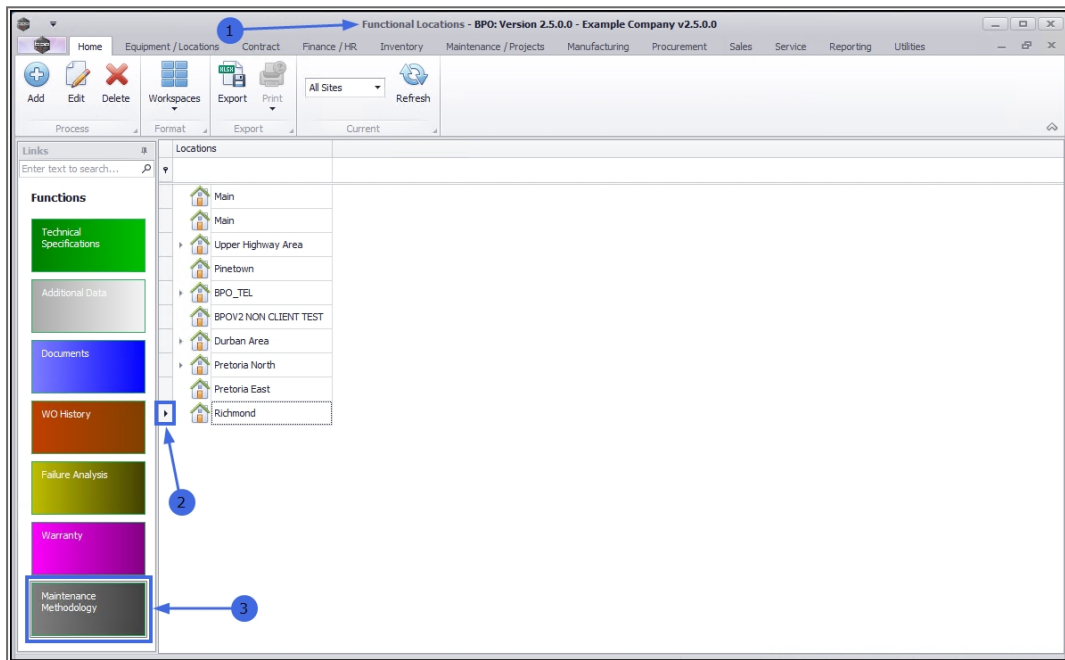 Functional Locations - BPO: Version 2.5.0.0 - Example Company v2.5.0.0
1
Home Equipment / Locations Contract Finance / HR Inventory Maintenance / Projects Manufacturing Procurement Sales Service Reporting Utilities
Add Edit Delete Workspaces Export Print All Sites Refresh
Process Format Export Current
Links
Enter text to search...
Functions
Technical
Specifications
Additional Data
Documents
WO History
Failure Analysis
Warranty
Maintenance
Methodology
Locations
Main
Main
Upper Highway Area
Pinetown
BPO_TEL
BPOV2 NON CLIENT TEST
Durban Area
Pretoria North
Pretoria East
Richmond
2
3